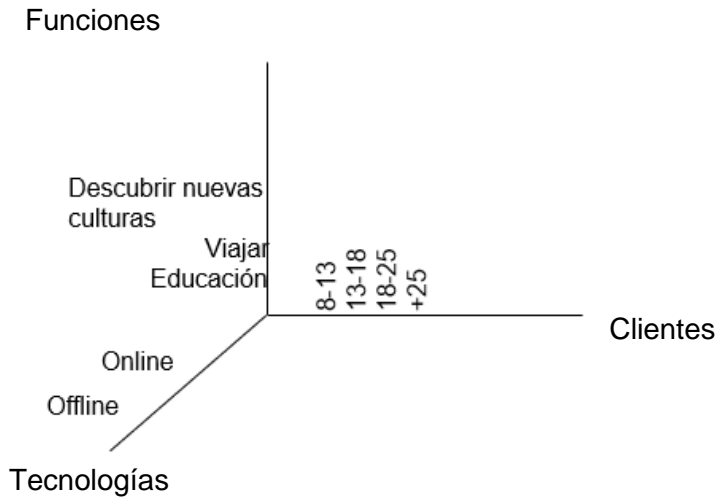 Funciones
Descubrir nuevas
culturas
Viajar
Educación
8-13
13-18
18-25
+25
Clientes
Online
Offline
Tecnologías